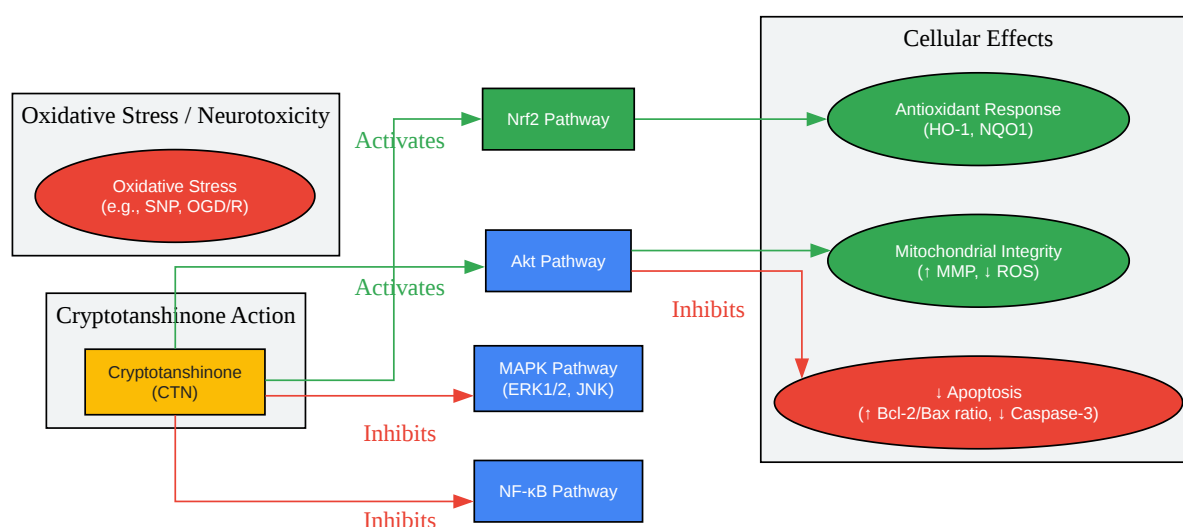 Cellular Effects
Oxidative Stress / Neurotoxicity
Oxidative Stress
(e.g., SNP, OGD/R)
Activates
Nrf2 Pathway
Antioxidant Response
(HO-1, NQO1)
Activates
Akt Pathway
Mitochondrial Integrity
(↑ MMP, ↓ ROS)
Inhibits
Cryptotanshinone Action
Cryptotanshinone
(CTN)
MAPK Pathway
(ERK1/2, JNK)
Inhibits
↓ Apoptosis
(↑ Bcl-2/Bax ratio, ↓ Caspase-3)
NF-κB Pathway
Inhibits